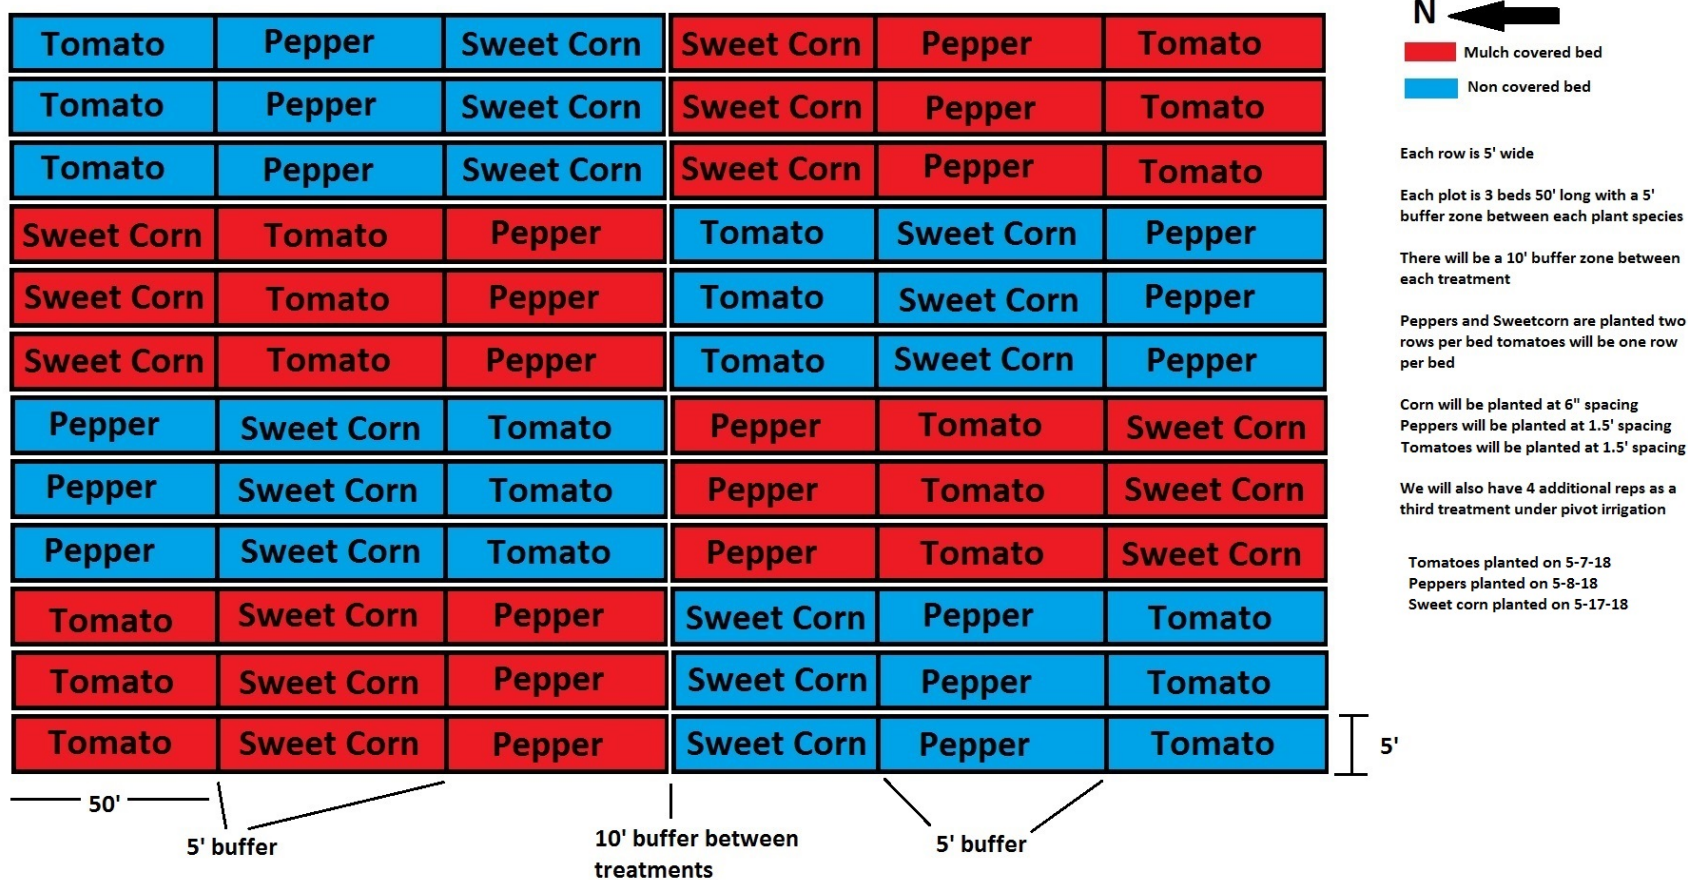 N
Mulch covered bed
Non covered bed
Tomato Pepper Sweet Corn Sweet Corn Pepper Tomato
Tomato Pepper Sweet Corn Sweet Corn Pepper Tomato
Tomato Pepper Sweet Corn Sweet Corn Pepper Tomato
Sweet Corn Tomato Pepper Tomato Sweet Corn Pepper
Sweet Corn Tomato Pepper Tomato Sweet Corn Pepper
Sweet Corn Tomato Pepper Tomato Sweet Corn Pepper
Pepper Sweet Corn Tomato Pepper Tomato Sweet Corn
Pepper Sweet Corn Tomato Pepper Tomato Sweet Corn
Pepper Sweet Corn Tomato Pepper Tomato Sweet Corn
Tomato Sweet Corn Pepper Sweet Corn Pepper Tomato
Tomato Sweet Corn Pepper Sweet Corn Pepper Tomato
Tomato Sweet Corn Pepper Sweet Corn Pepper Tomato
Each row is 5' wide
Each plot is 3 beds 50' long with a 5'
buffer zone between each plant species
There will be a 10' buffer zone between
each treatment
Peppers and Sweetcorn are planted two
rows per bed tomatoes will be one row
per bed
Corn will be planted at 6" spacing
Peppers will be planted at 1.5' spacing
Tomatoes will be planted at 1.5' spacing
We will also have 4 additional reps as a
third treatment under pivot irrigation
Tomatoes planted on 5-7-18
Peppers planted on 5-8-18
Sweet corn planted on 5-17-18
5'
50'
5' buffer
10' buffer between
treatments
5' buffer